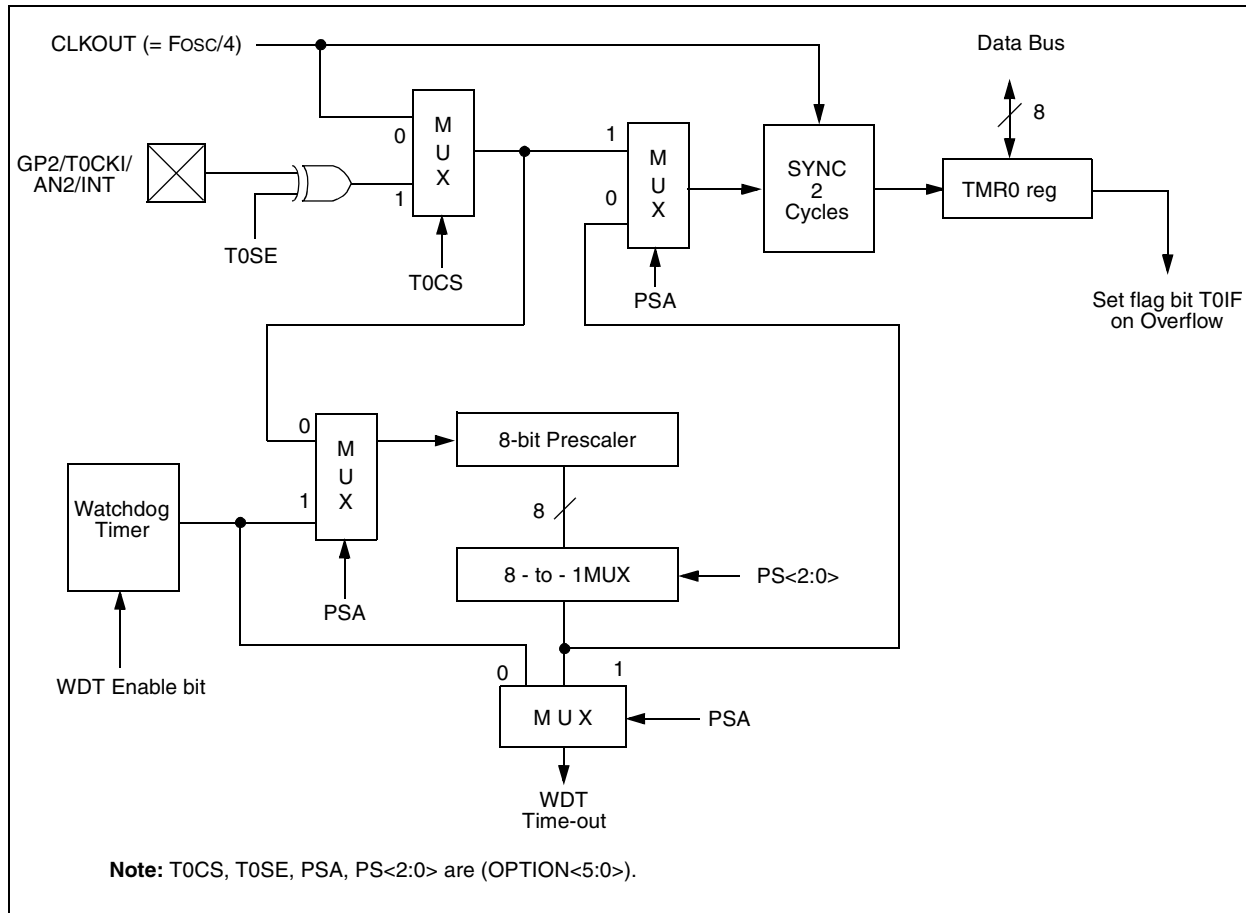 CLKOUT (= FOSC/4)
Data Bus
8
0
M
U
X
1
1
M
U
X
0
GP2/T0CKI/
AN2/INT
T0SE
T0CS
PSA
SYNC
2
Cycles
TMR0 reg
Set flag bit T0IF
on Overflow
0
M
U
X
1
8-bit Prescaler
Watchdog
Timer
8
8 - to - 1MUX
PS<2:0>
PSA
WDT Enable bit
0
1
M U X
PSA
WDT
Time-out
Note: T0CS, T0SE, PSA, PS<2:0> are (OPTION<5:0>).